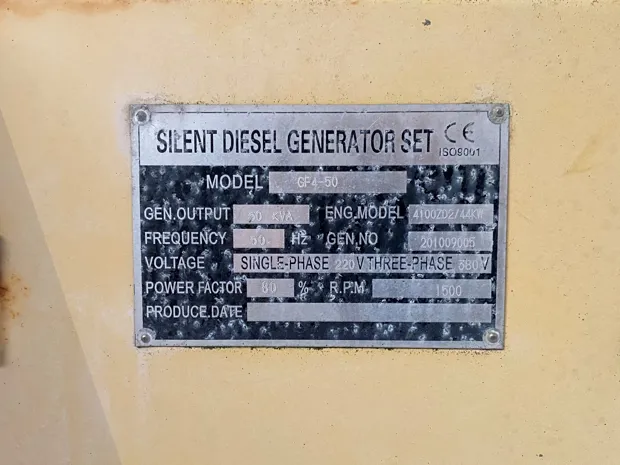 SILENT DIESEL GENERATOR SET CE
ISO9001
MODEL GF4-50
GEN.OUTPUT 50 KVA ENG.MODEL 4100ZD2/44KW
FREQUENCY 50 Hz GEN.NO 201009005
VOLTAGE SINGLE-PHASE 220 V THREE-PHASE 380 V
POWER FACTOR 80 % R.P.M 1500
PRODUCE.DATE